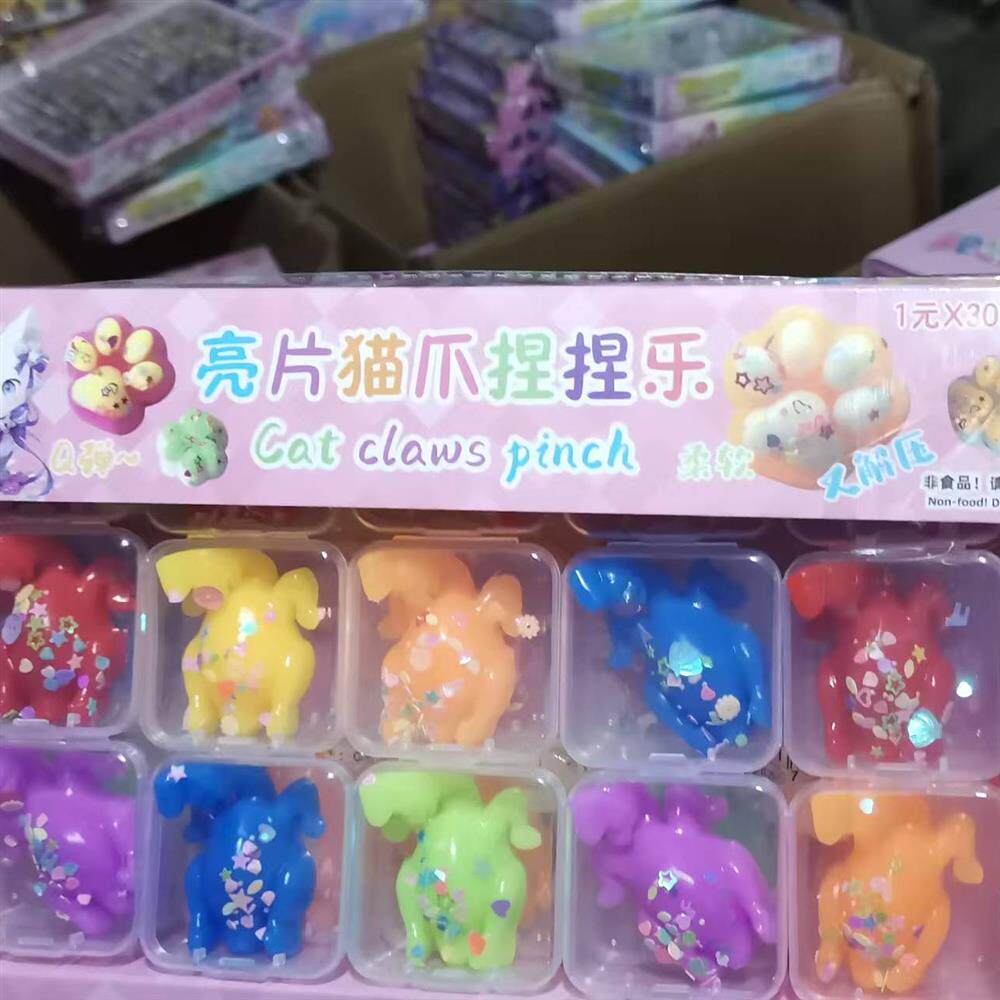 1元X30
亮片猫爪捏捏乐
Cat claws pinch
Q弹~
柔软
又解压
非食品!
Non-food! D